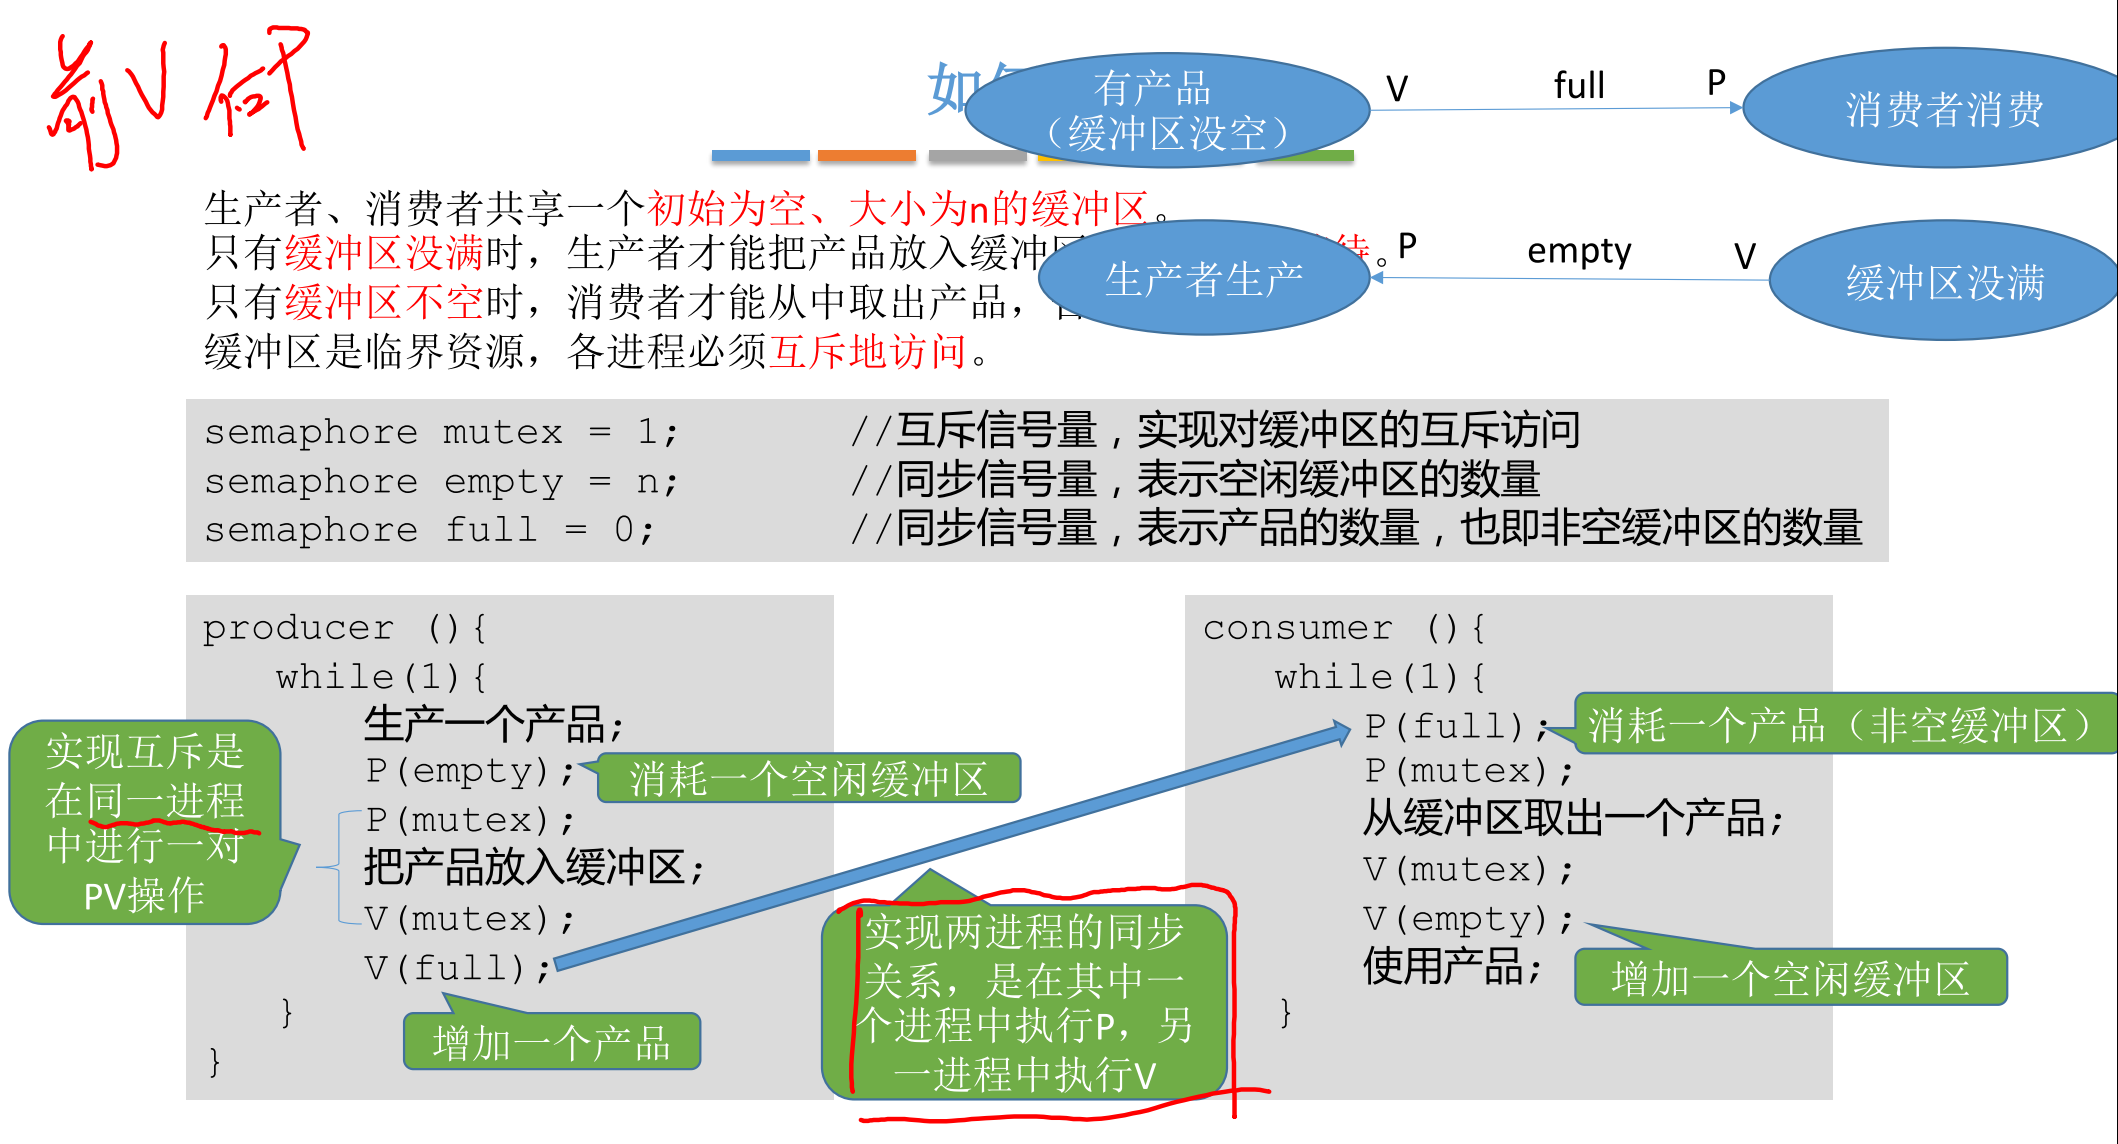 前V后P
如何
有产品
（缓冲区没空）
V
full
P
消费者消费
生产者、消费者共享一个初始为空、大小为n的缓冲区。
只有缓冲区没满时，生产者才能把产品放入缓冲区
待。
只有缓冲区不空时，消费者才能从中取出产品，
缓冲区是临界资源，各进程必须互斥地访问。
生产者生产
P
empty
V
缓冲区没满
semaphore mutex = 1; //互斥信号量，实现对缓冲区的互斥访问
semaphore empty = n; //同步信号量，表示空闲缓冲区的数量
semaphore full = 0; //同步信号量，表示产品的数量，也即非空缓冲区的数量
producer (){
while(1){
生产一个产品;
P(empty);
消耗一个空闲缓冲区
P(mutex);
把产品放入缓冲区;
V(mutex);
V(full);
增加一个产品
}
}
实现互斥是
在同一进程
中进行一对
PV操作
实现两进程的同步
关系，是在其中一
个进程中执行P，另
一进程中执行V
consumer (){
while(1){
P(full);
消耗一个产品（非空缓冲区）
P(mutex);
从缓冲区取出一个产品;
V(mutex);
V(empty);
增加一个空闲缓冲区
使用产品;
}